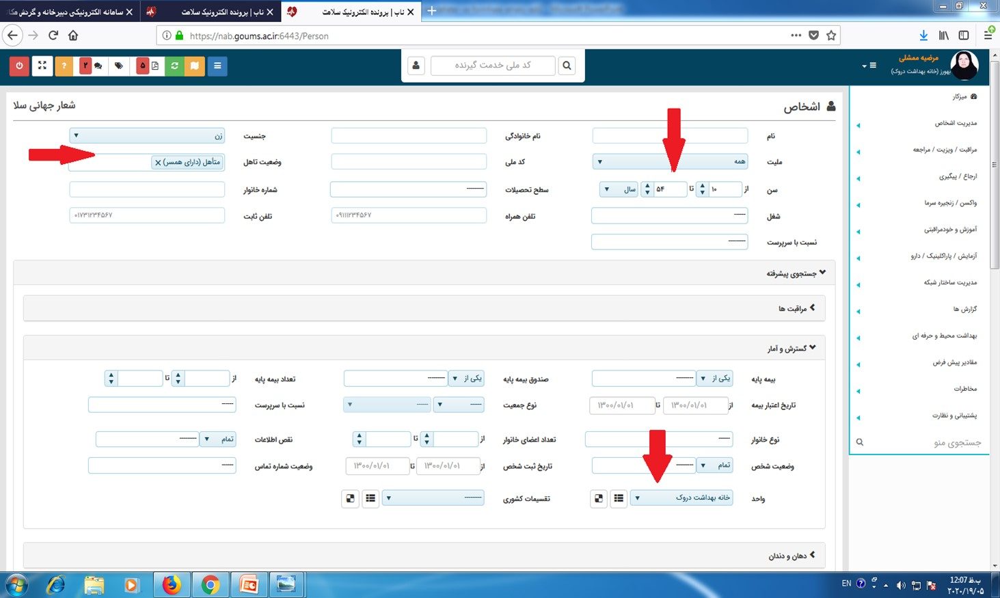 سامانه الکترونیکی دبیرخانه و گردش مکا
ناب | پرونده الکترونیک سلامت
ناب | پرونده الکترونیک سلامت
https://nab.goums.ac.ir:6443/Person
۵
۲
?
کد ملی خدمت گیرنده
مرضیه ممشلی
بهورز (خانه بهداشت دروک)
میزکار
مدیریت اشخاص
مراقبت / ویزیت / مراجعه
ارجاع / پیگیری
واکسن / زنجیره سرما
آموزش و خودمراقبتی
آزمایش / پاراکلینیک / دارو
مدیریت ساختار شبکه
گزارش ها
بهداشت محیط و حرفه ای
مقادیر پیش فرض
مخاطرات
پشتیبانی و نظارت
جستجوی منو
اشخاص
شعار جهانی سلا
نام
نام خانوادگی
جنسیت
زن
ملیت
همه
کد ملی
وضعیت تاهل
متأهل (دارای همسر) ×
سن
از ۱۰ تا ۵۴ سال
سطح تحصیلات
---------
شماره خانوار
شغل
------
تلفن همراه
۰۹۱۱۱۲۳۴۵۶۷
تلفن ثابت
۰۱۷۳۱۲۳۴۵۶۷
نسبت با سرپرست
---------
جستجوی پیشرفته
مراقبت ها
گسترش و آمار
بیمه پایه
یکی از
---------
صندوق بیمه پایه
یکی از
---------
تعداد بیمه پایه
از
تا
تاریخ اعتبار بیمه
از ۱۳۰۰/۰۱/۰۱ تا ۱۳۰۰/۰۱/۰۱
نوع جمعیت
------
------
نسبت با سرپرست
------
نوع خانوار
------
تعداد اعضای خانوار
از
تا
نقص اطلاعات
تمام
---------
وضعیت شخص
تمام
---------
تاریخ ثبت شخص
از ۱۳۰۰/۰۱/۰۱ تا ۱۳۰۰/۰۱/۰۱
وضعیت شماره تماس
------
واحد
خانه بهداشت دروک
تقسیمات کشوری
---------
دهان و دندان
EN
12:07 ب.ظ
۲۰۲۰/۱۹/۰۵